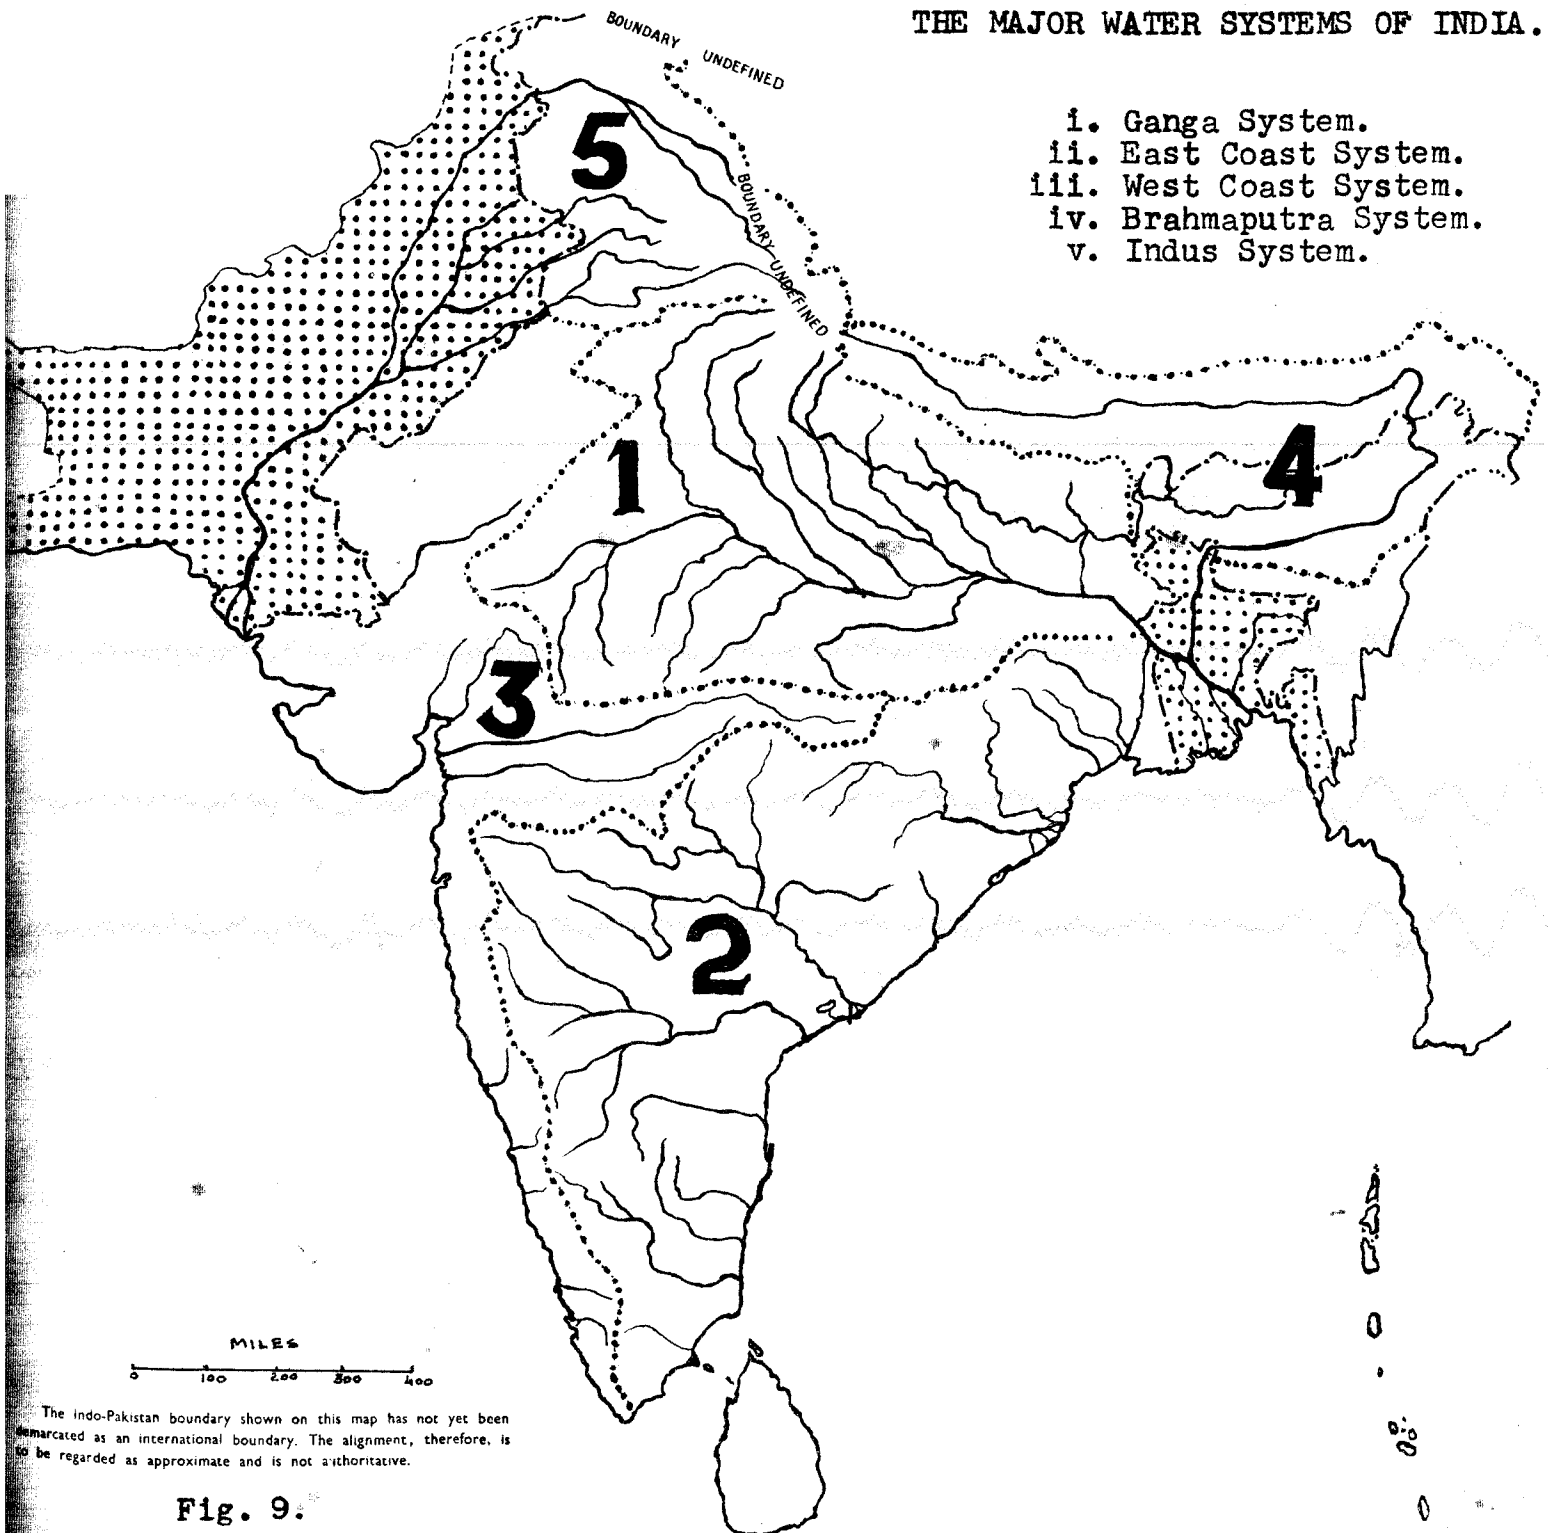 THE MAJOR WATER SYSTEMS OF INDIA.
BOUNDARY UNDEFINED
i. Ganga System.
ii. East Coast System.
iii. West Coast System.
iv. Brahmaputra System.
v. Indus System.
5
BOUNDARY UNDEFINED
1
4
3
2
MILES
0 100 200 300 400
The Indo-Pakistan boundary shown on this map has not yet been
demarcated as an international boundary. The alignment, therefore, is
to be regarded as approximate and is not authoritative.
Fig. 9.